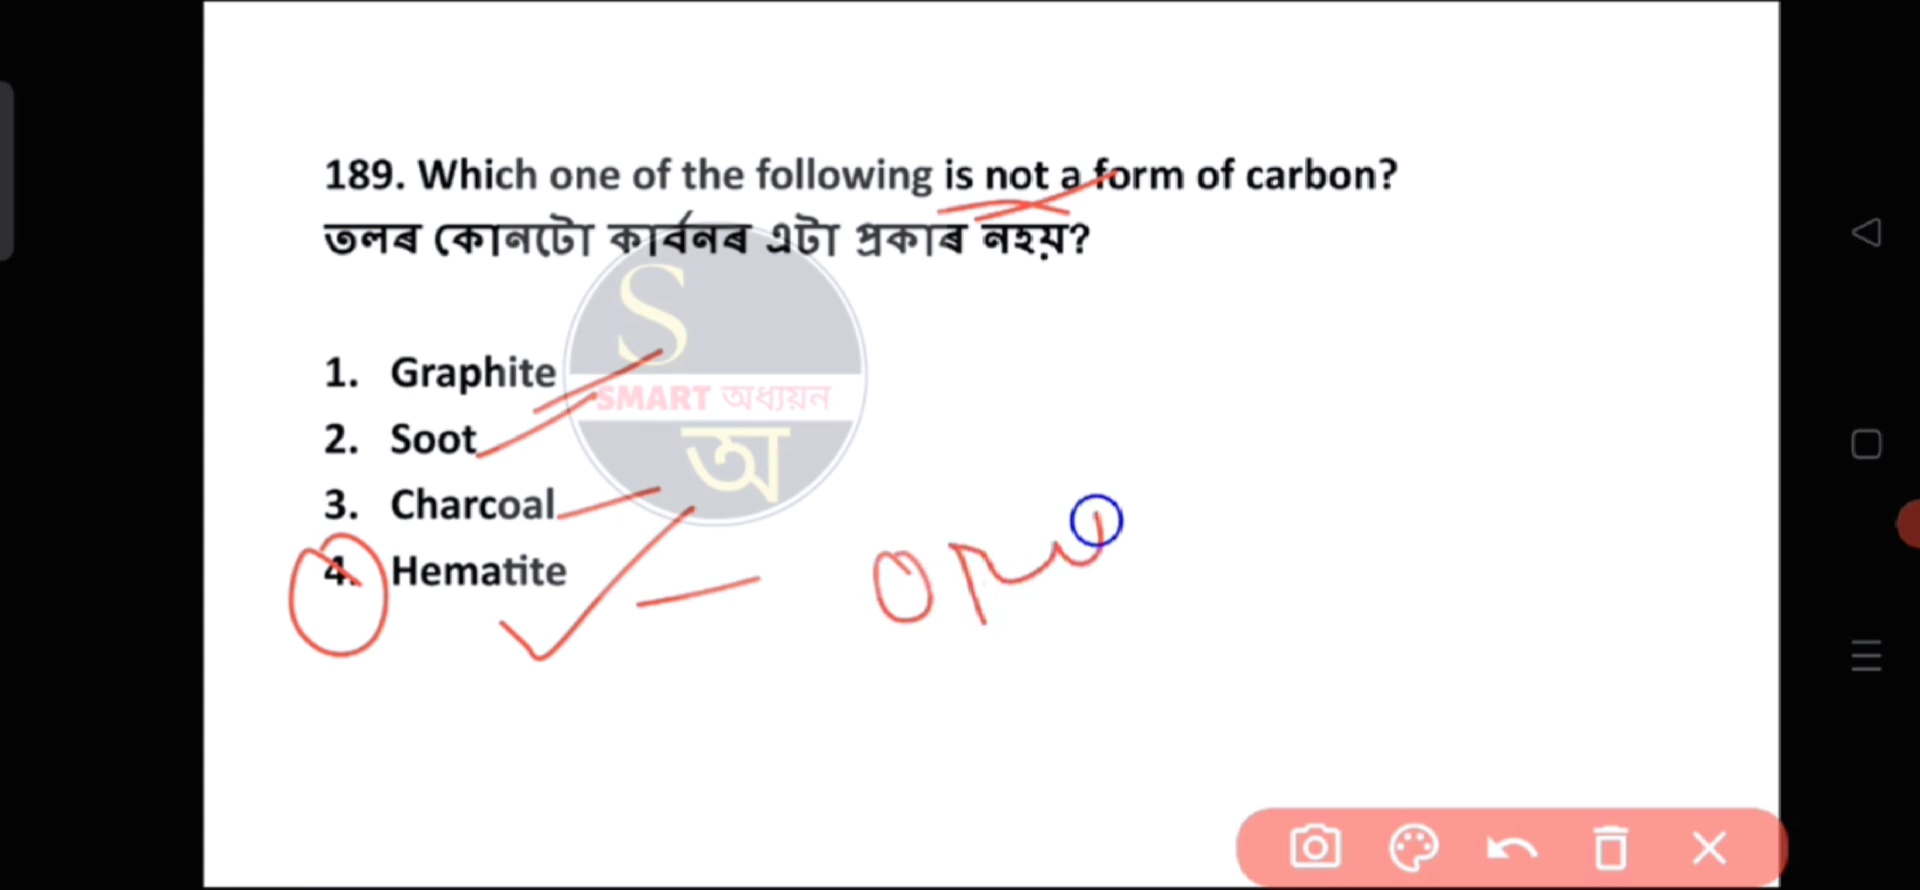 189. Which one of the following is not a form of carbon?
তলৰ কোনটো কাৰ্বনৰ এটা প্ৰকাৰ নহয়?
S
SMART অধ্যয়ন
অ
1. Graphite
2. Soot
3. Charcoal
4. Hematite